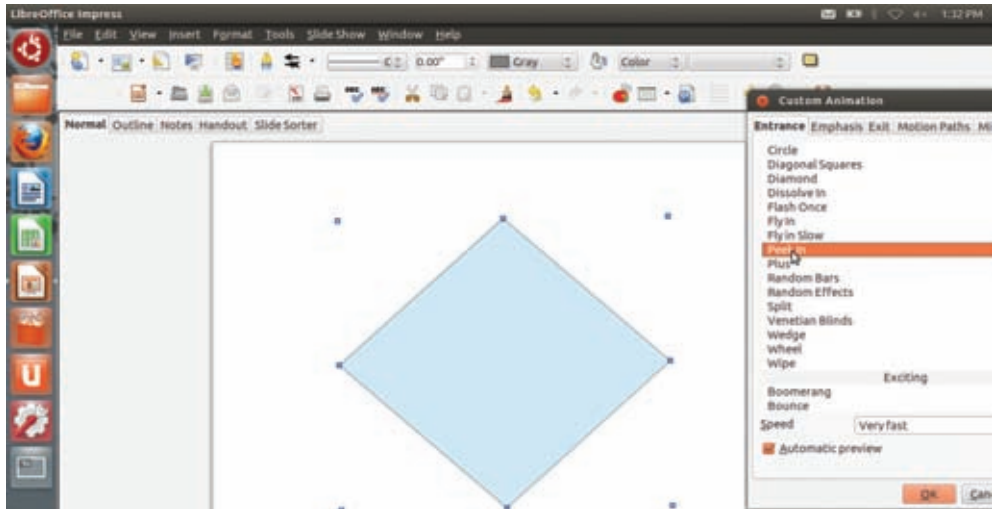 LibreOffice Impress 1:32 PM
File Edit View Insert Format Tools Slide Show Window Help
0.00" Gray Color
Custom Animation
Normal Outline Notes Handout Slide Sorter
Entrance Emphasis Exit Motion Paths Mi
Circle
Diagonal Squares
Diamond
Dissolve In
Flash Once
Fly In
Fly in Slow
Peek In
Plus
Random Bars
Random Effects
Split
Venetian Blinds
Wedge
Wheel
Wipe
Exciting
Boomerang
Bounce
Speed Very fast
Automatic preview
OK Can